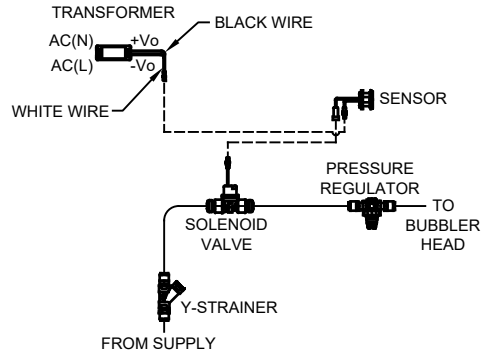 TRANSFORMER
BLACK WIRE
AC(N) +Vo
AC(L) -Vo
WHITE WIRE
SENSOR
PRESSURE
REGULATOR
TO
BUBBLER
HEAD
SOLENOID
VALVE
Y-STRAINER
FROM SUPPLY